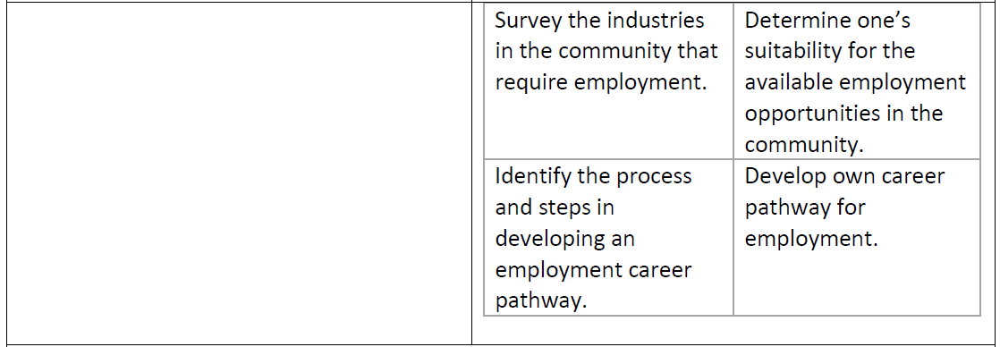 Survey the industries
in the community that
require employment.
Determine one’s
suitability for the
available employment
opportunities in the
community.
Identify the process
and steps in
developing an
employment career
pathway.
Develop own career
pathway for
employment.